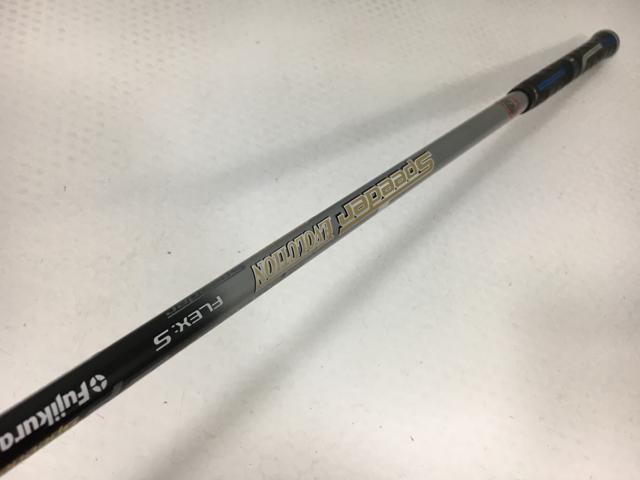 Speeder EVOLUTION
FLEX: S
Fujikura